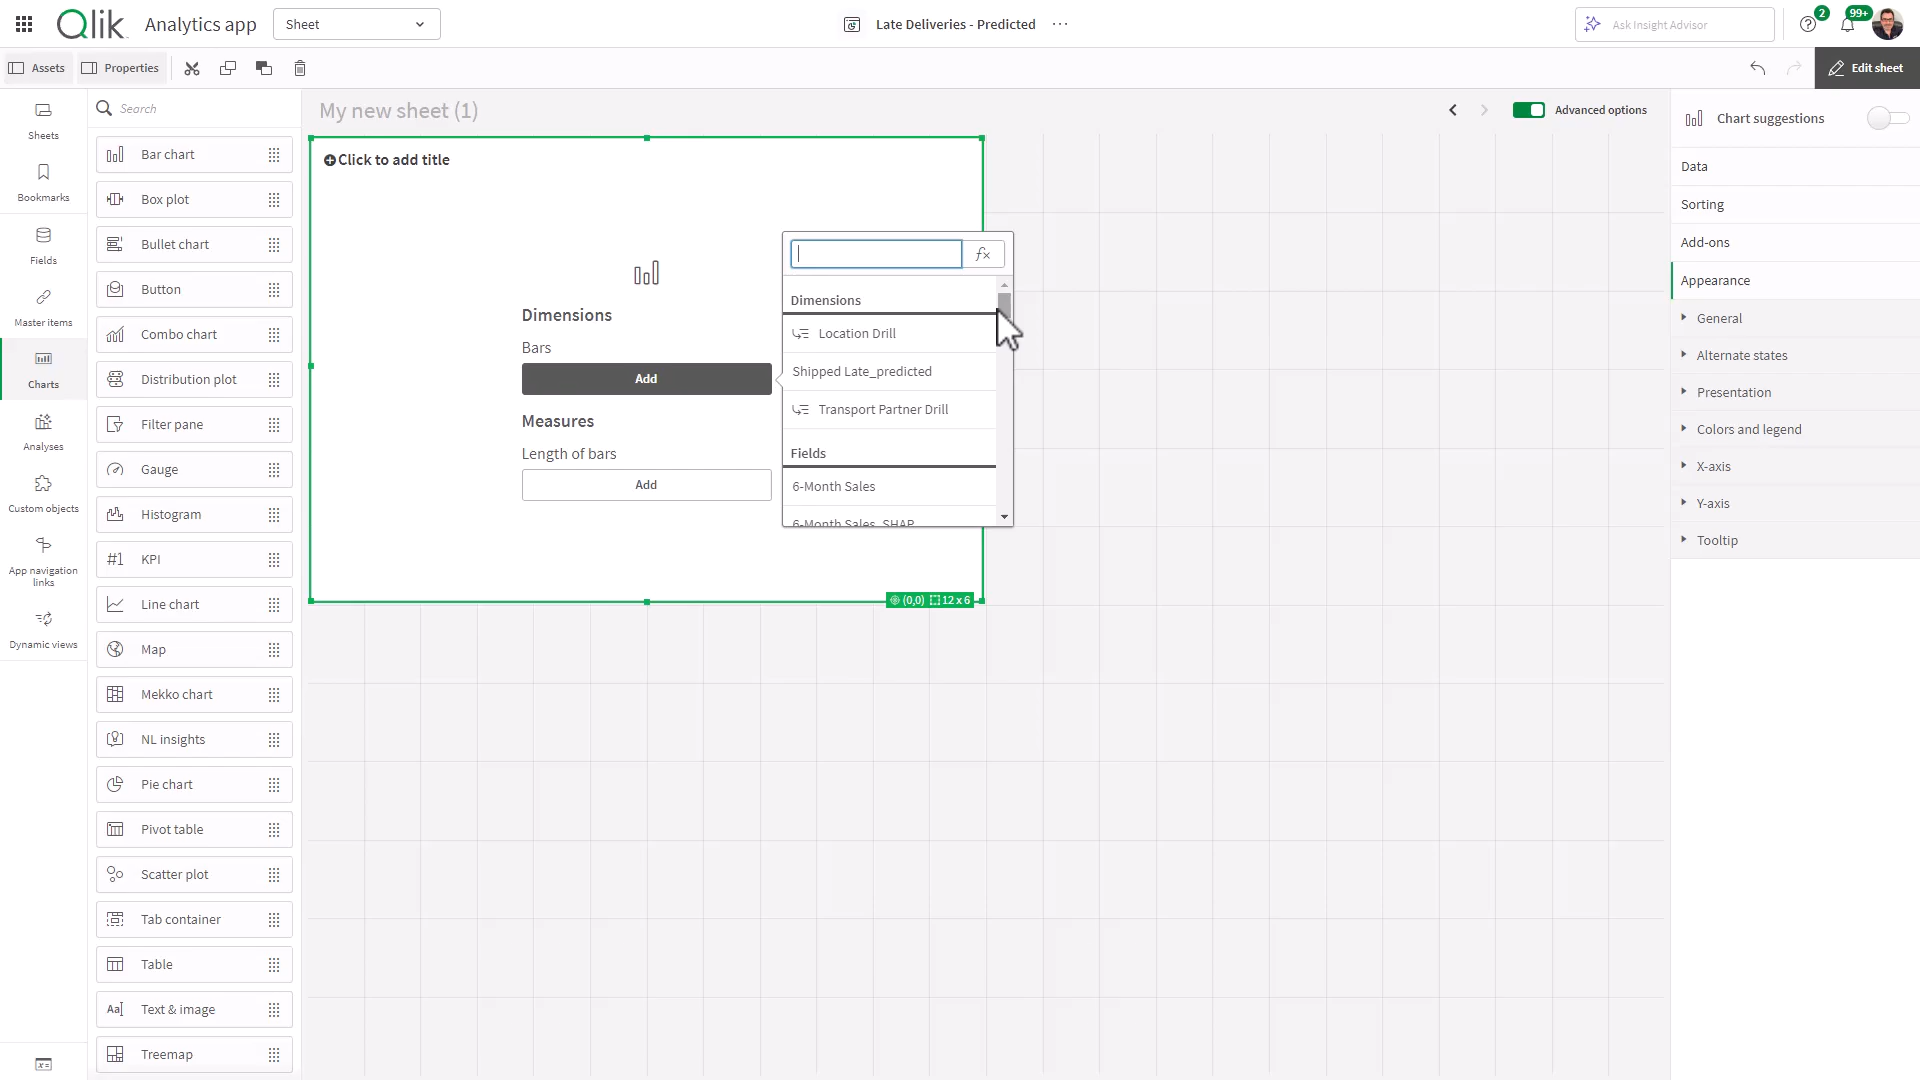 Qlik
Analytics app
Sheet
Late Deliveries - Predicted
...
Ask Insight Advisor
2
99+
Assets
Properties
Edit sheet
Sheets
Bookmarks
Fields
Master items
Charts
Analyses
Custom objects
App navigation
links
Dynamic views
Search
Bar chart
Box plot
Bullet chart
Button
Combo chart
Distribution plot
Filter pane
Gauge
Histogram
#1 KPI
Line chart
Map
Mekko chart
NL insights
Pie chart
Pivot table
Scatter plot
Tab container
Table
Aa Text & image
Treemap
My new sheet (1)
Advanced options
Click to add title
Dimensions
Bars
Add
Measures
Length of bars
Add
fx
Dimensions
Location Drill
Shipped Late_predicted
Transport Partner Drill
Fields
6-Month Sales
6-Month Sales_SHAP
(0,0) 12 x 6
Chart suggestions
Data
Sorting
Add-ons
Appearance
General
Alternate states
Presentation
Colors and legend
X-axis
Y-axis
Tooltip